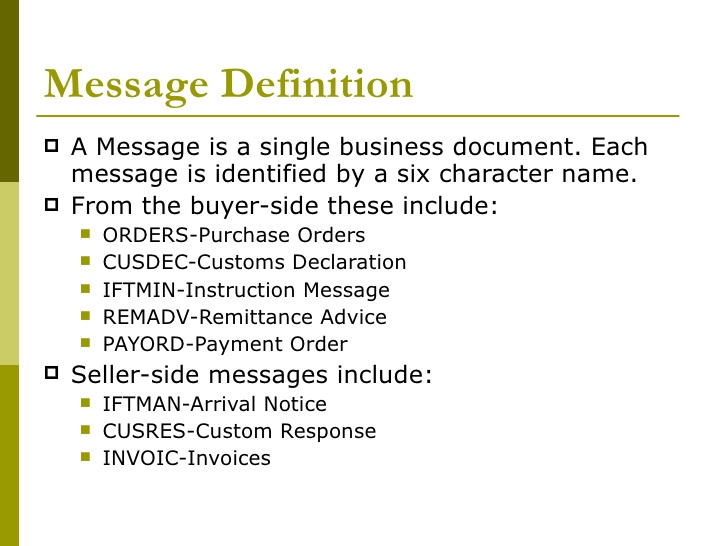 Message Definition
A Message is a single business document. Each
message is identified by a six character name.
From the buyer-side these include:
ORDERS-Purchase Orders
CUSDEC-Customs Declaration
IFTMIN-Instruction Message
REMADV-Remittance Advice
PAYORD-Payment Order
Seller-side messages include:
IFTMAN-Arrival Notice
CUSRES-Custom Response
INVOIC-Invoices